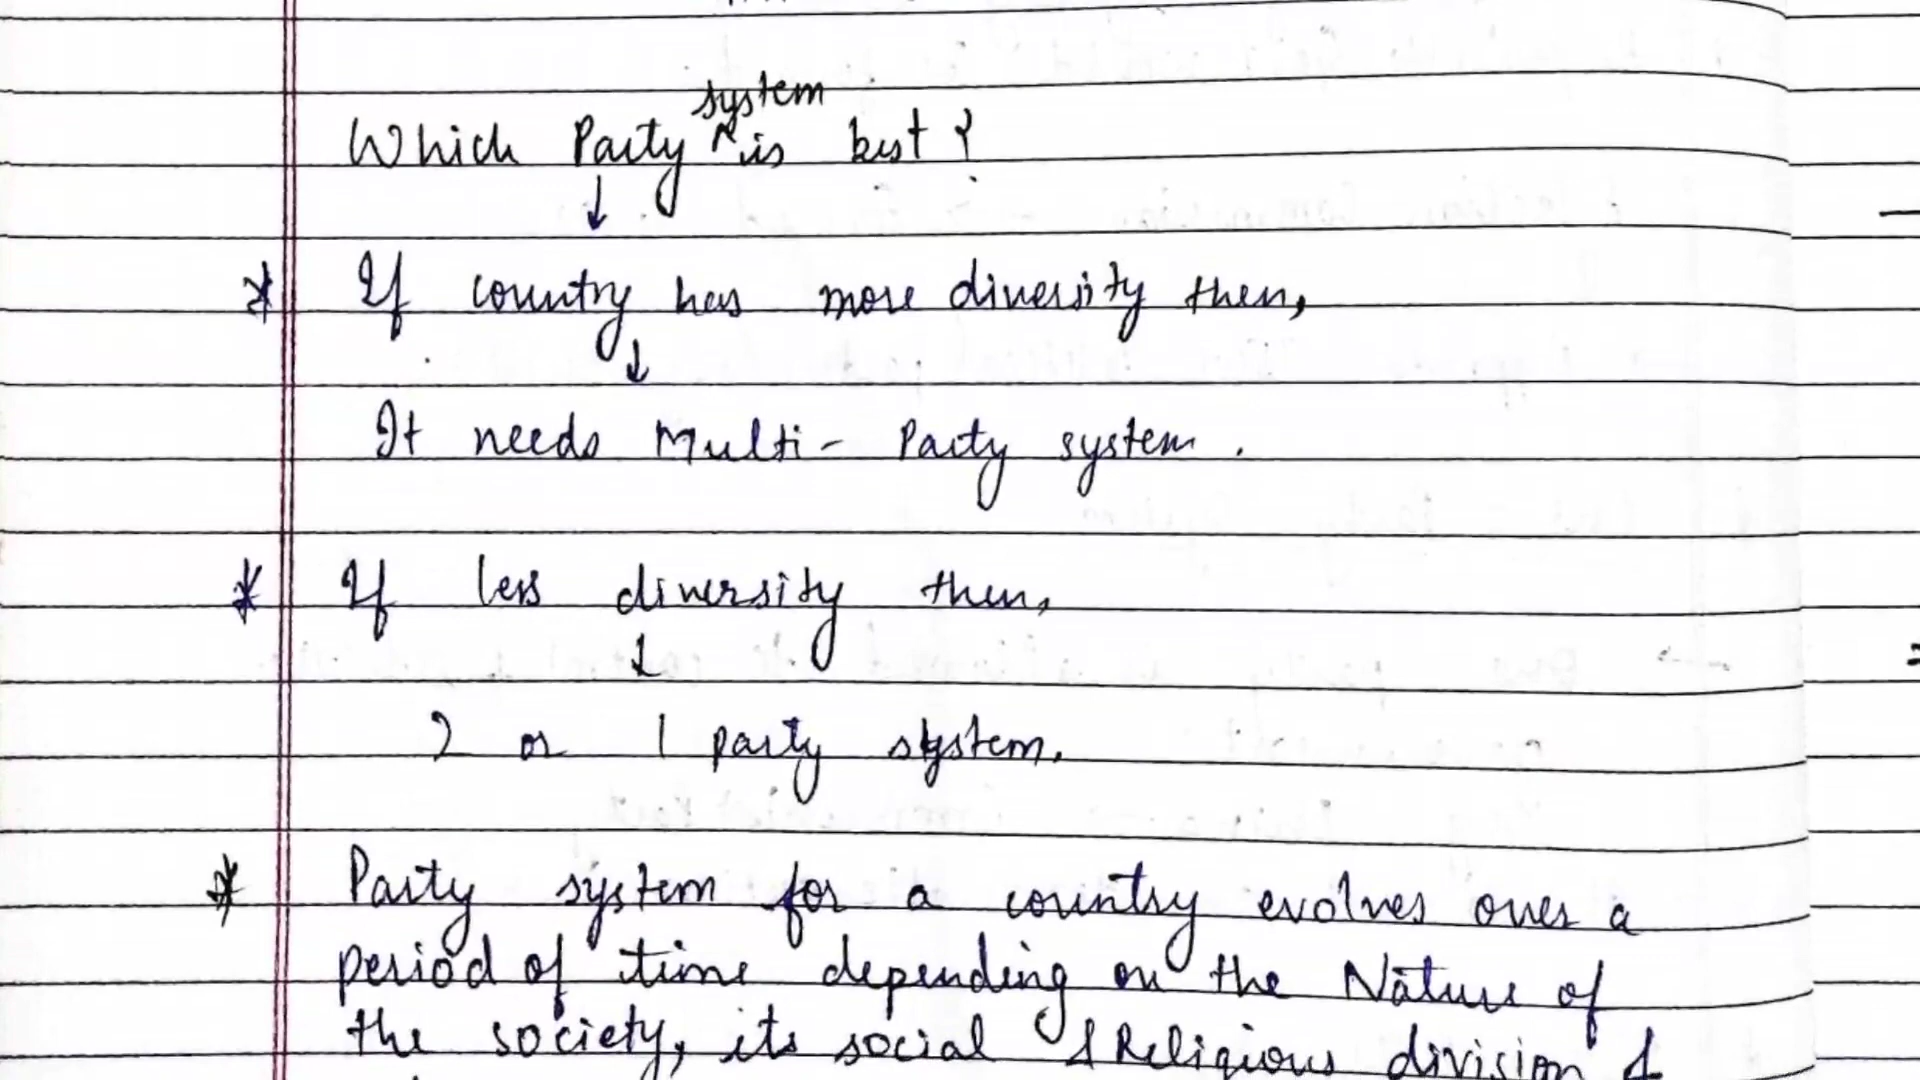 Which Party system is best?
↓
* If country has more diversity then,
↓
It needs Multi- Party system.
* If less diversity then,
↓
2 or 1 party system.
* Party system for a country evolves over a
period of time depending on the Nature of
the society, its social & Religious division &